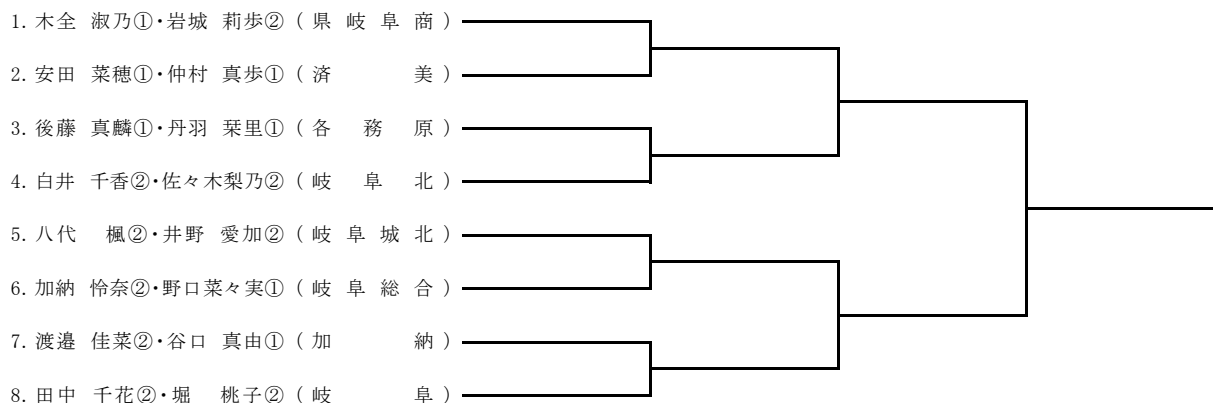 1. 木全 淑乃①・岩城 莉歩② ( 県 岐 阜 商 )
2. 安田 菜穂①・仲村 真歩① ( 済 美 )
3. 後藤 真麟①・丹羽 栞里① ( 各 務 原 )
4. 白井 千香②・佐々木梨乃② ( 岐 阜 北 )
5. 八代 楓②・井野 愛加② ( 岐 阜 城 北 )
6. 加納 怜奈②・野口菜々実① ( 岐 阜 総 合 )
7. 渡邉 佳菜②・谷口 真由① ( 加 納 )
8. 田中 千花②・堀 桃子② ( 岐 阜 )